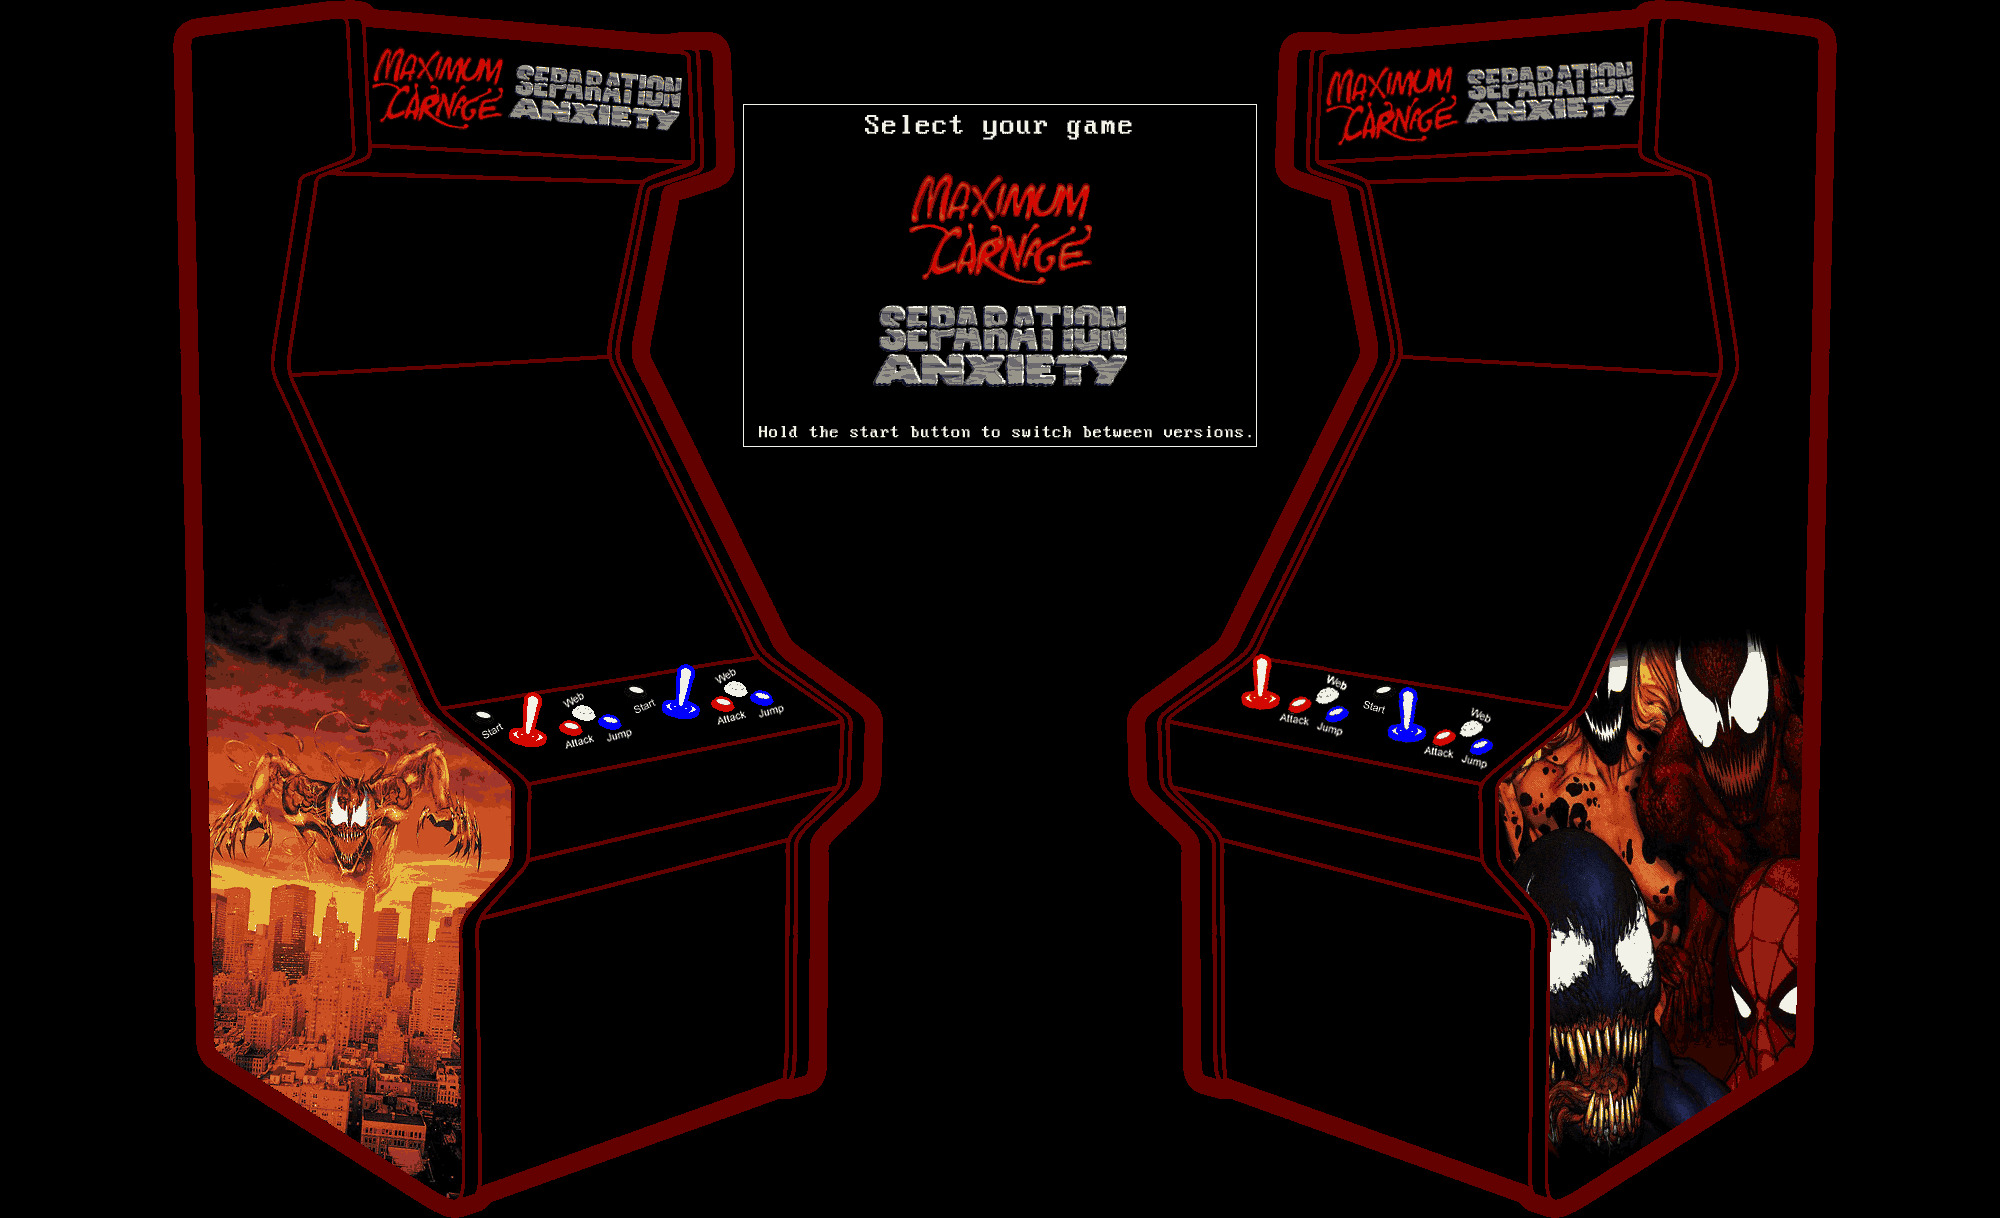 MAXIMUM
CARNAGE
SEPARATION
ANXIETY
MAXIMUM
CARNAGE
SEPARATION
ANXIETY
Select your game
MAXIMUM
CARNAGE
SEPARATION
ANXIETY
Hold the start button to switch between versions.
Start
Web
Attack
Jump
Start
Web
Attack
Jump
Web
Attack
Jump
Start
Web
Attack
Jump